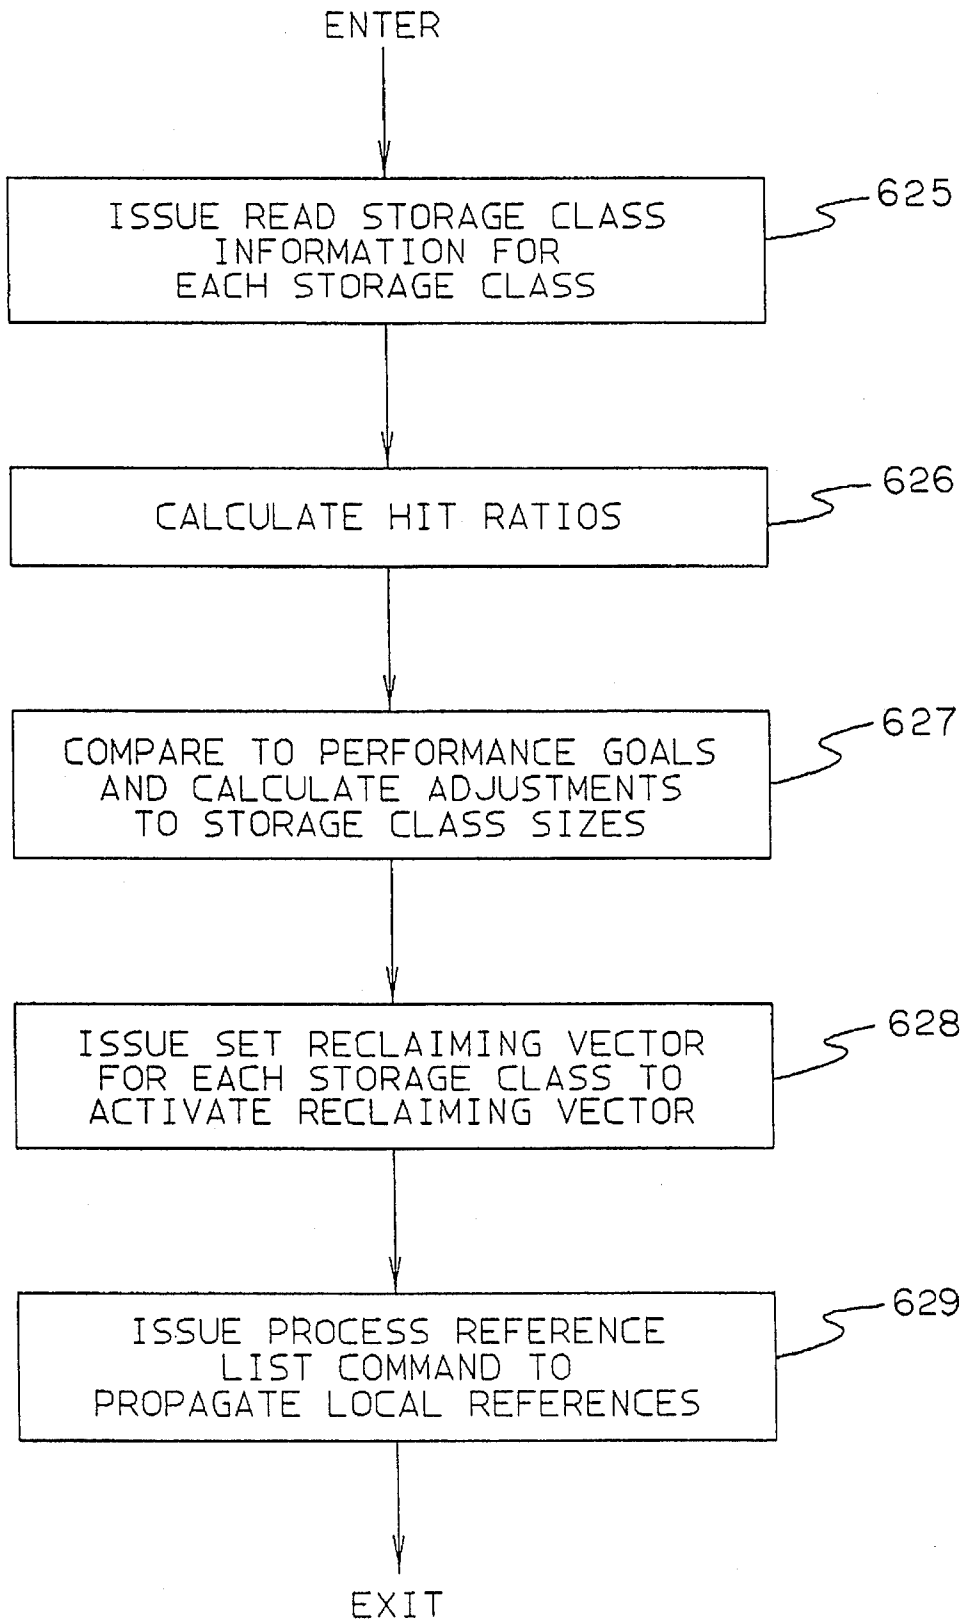 ENTER
ISSUE READ STORAGE CLASS
INFORMATION FOR
EACH STORAGE CLASS
625
CALCULATE HIT RATIOS
626
COMPARE TO PERFORMANCE GOALS
AND CALCULATE ADJUSTMENTS
TO STORAGE CLASS SIZES
627
ISSUE SET RECLAIMING VECTOR
FOR EACH STORAGE CLASS TO
ACTIVATE RECLAIMING VECTOR
628
ISSUE PROCESS REFERENCE
LIST COMMAND TO
PROPAGATE LOCAL REFERENCES
629
EXIT